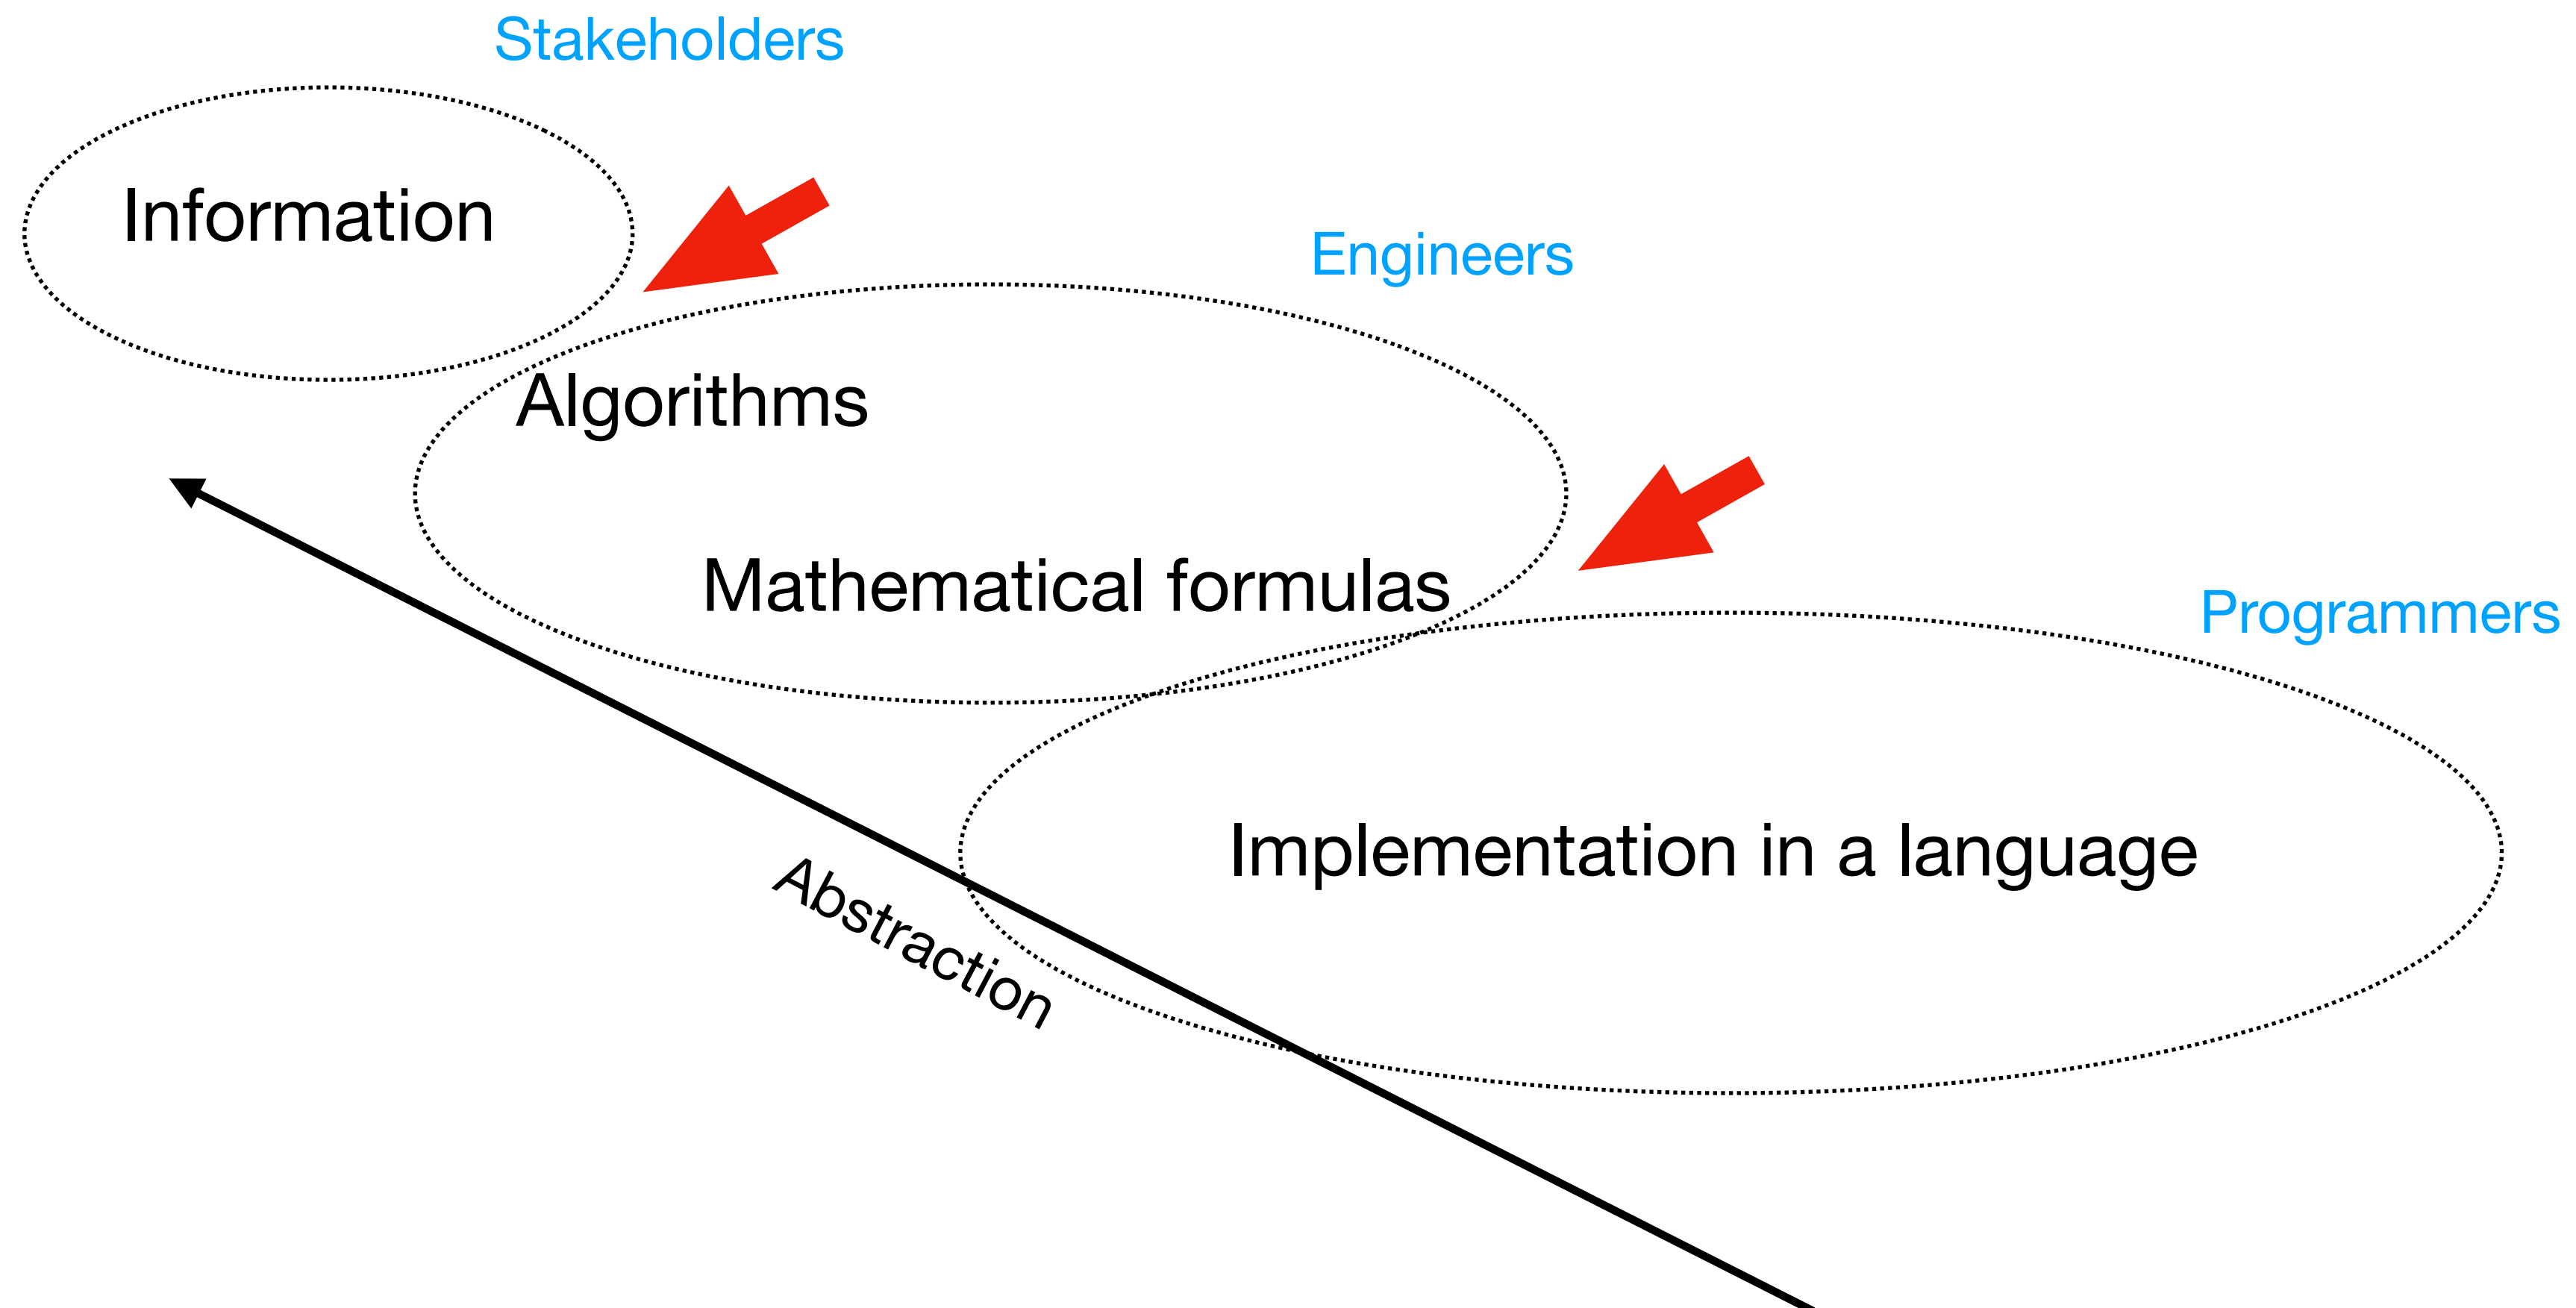 Stakeholders
Information
Engineers
Algorithms
Mathematical formulas
Programmers
Implementation in a language
Abstraction